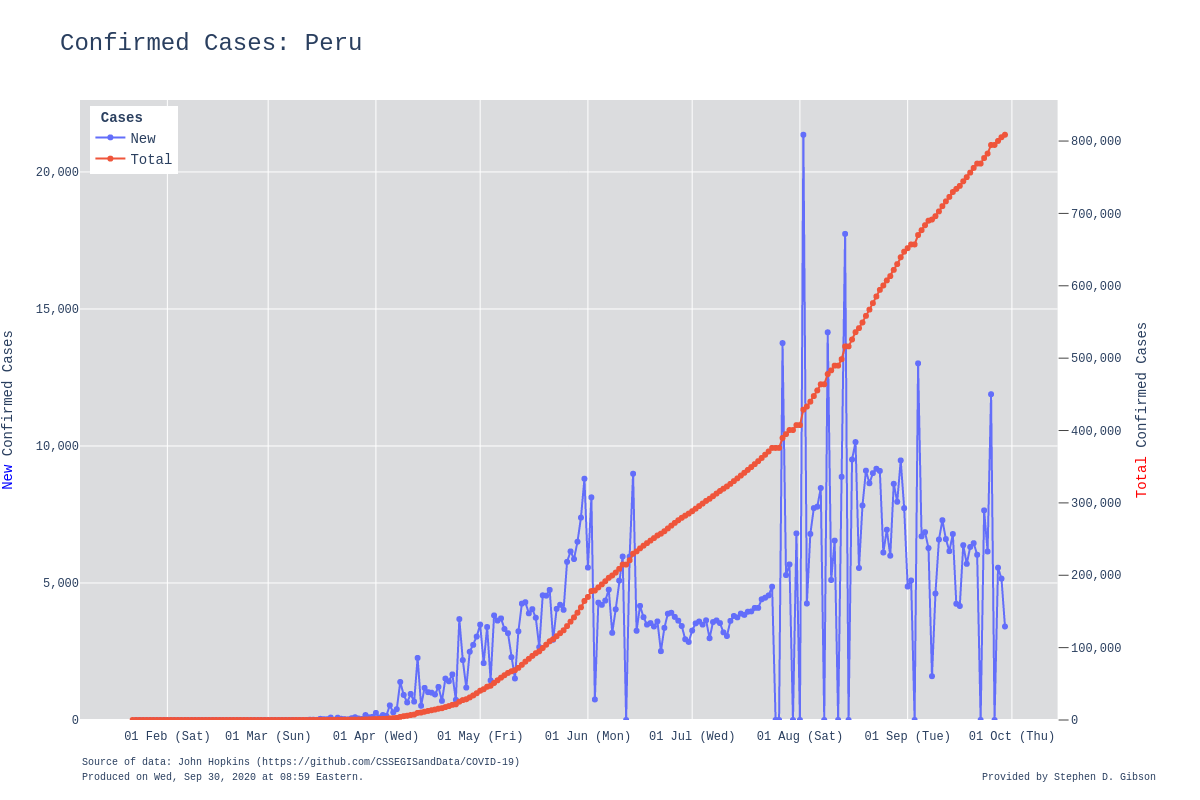 Confirmed Cases: Peru
Cases
New
Total
20,000
15,000
10,000
5,000
0
New Confirmed Cases
800,000
700,000
600,000
500,000
400,000
300,000
200,000
100,000
0
Total Confirmed Cases
01 Feb (Sat) 01 Mar (Sun) 01 Apr (Wed) 01 May (Fri) 01 Jun (Mon) 01 Jul (Wed) 01 Aug (Sat) 01 Sep (Tue) 01 Oct (Thu)
Source of data: John Hopkins (https://github.com/CSSEGISandData/COVID-19)
Produced on Wed, Sep 30, 2020 at 08:59 Eastern.
Provided by Stephen D. Gibson